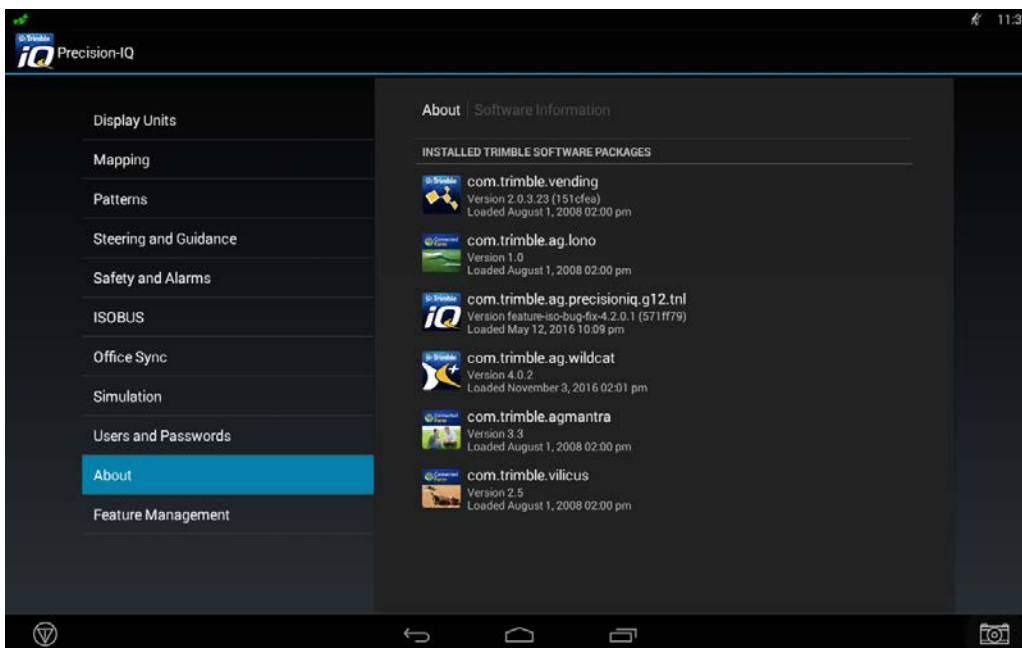 11:3
Precision-IQ
Display Units
Mapping
Patterns
Steering and Guidance
Safety and Alarms
ISOBUS
Office Sync
Simulation
Users and Passwords
About
Feature Management
About | Software Information
INSTALLED TRIMBLE SOFTWARE PACKAGES
com.trimble.vending
Version 2.0.3.23 (151cfea)
Loaded August 1, 2008 02:00 pm
com.trimble.ag.lono
Version 1.0
Loaded August 1, 2008 02:00 pm
com.trimble.ag.precisioniq.g12.tnl
Version feature-iso-bug-fix-4.2.0.1 (571ff79)
Loaded May 12, 2016 10:09 pm
com.trimble.ag.wildcat
Version 4.0.2
Loaded November 3, 2016 02:01 pm
com.trimble.agmantra
Version 3.3
Loaded August 1, 2008 02:00 pm
com.trimble.vilicus
Version 2.5
Loaded August 1, 2008 02:00 pm